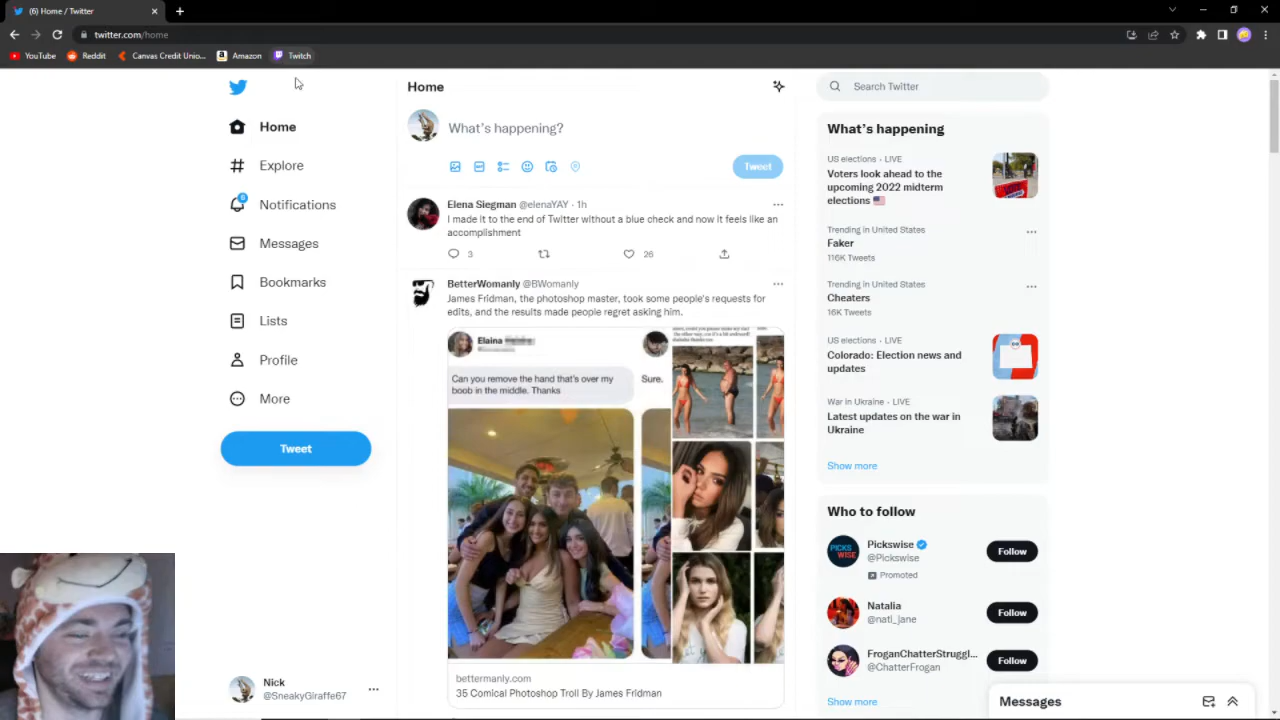 (6) Home / Twitter
twitter.com/home
YouTube
Reddit
Canvas Credit Unio...
Amazon
Twitch
Home
Explore
6
Notifications
Messages
Bookmarks
Lists
Profile
More
Tweet
Nick
@SneakyGiraffe67
Home
What's happening?
Tweet
Elena Siegman @elenaYAY · 1h
I made it to the end of Twitter without a blue check and now it feels like an
accomplishment
3
26
BetterWomanly @BWomanly
James Fridman, the photoshop master, took some people's requests for
edits, and the results made people regret asking him.
Elaina
Can you remove the hand that's over my
boob in the middle. Thanks
Sure.
bettermanly.com
35 Comical Photoshop Troll By James Fridman
Search Twitter
What's happening
US elections · LIVE
Voters look ahead to the
upcoming 2022 midterm
elections 🇺🇸
Trending in United States
Faker
116K Tweets
Trending in United States
Cheaters
16K Tweets
US elections · LIVE
Colorado: Election news and
updates
War in Ukraine · LIVE
Latest updates on the war in
Ukraine
Show more
Who to follow
PICKS
WISE
Pickswise
@Pickswise
Promoted
Follow
Natalia
@nati_jane
Follow
FroganChatterStruggl...
@ChatterFrogan
Follow
Show more
Messages